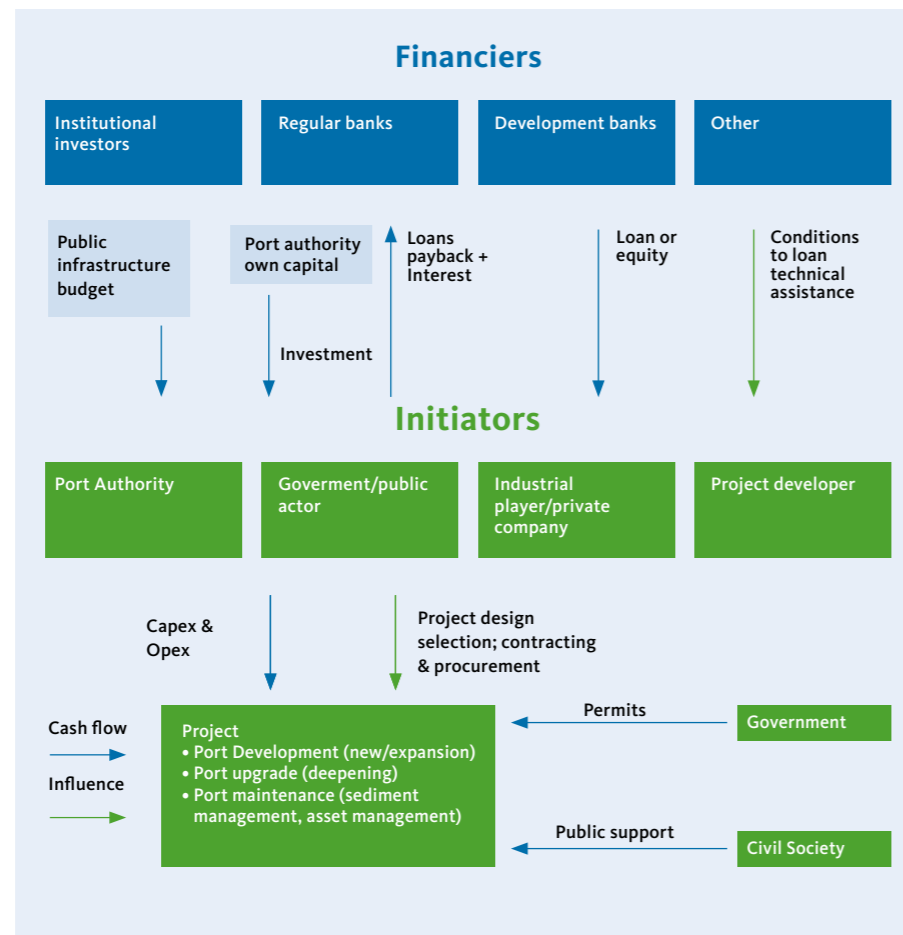 Financiers
Institutional
investors
Regular banks
Development banks
Other
Public
infrastructure
budget
Port authority
own capital
Loans
payback +
Interest
Loan or
equity
Conditions
to loan
technical
assistance
Investment
Initiators
Port Authority
Goverment/public
actor
Industrial
player/private
company
Project developer
Capex &
Opex
Project design
selection; contracting
& procurement
Cash flow
Influence
Project
• Port Development (new/expansion)
• Port upgrade (deepening)
• Port maintenance (sediment
management, asset management)
Permits
Government
Public support
Civil Society